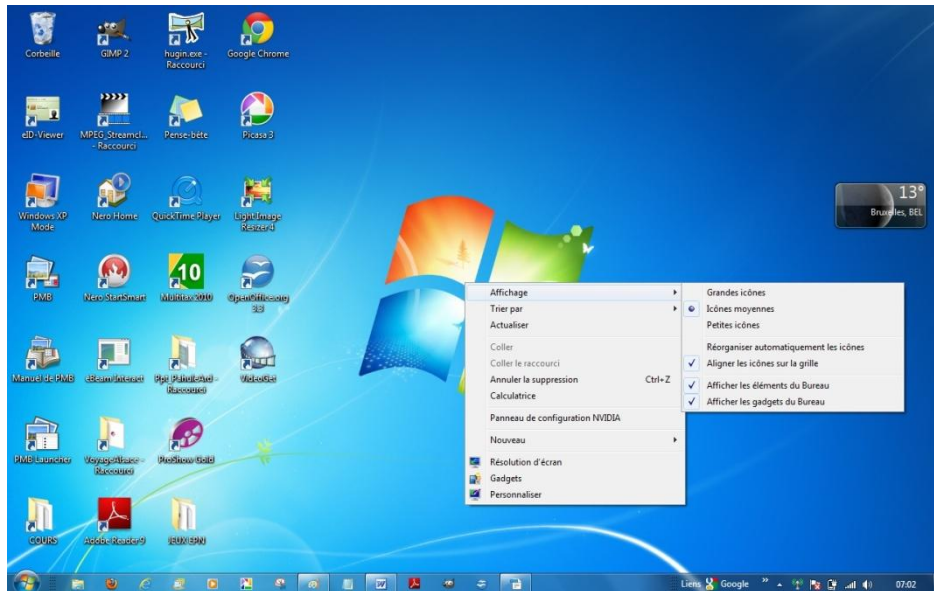 Corbeille
GIMP 2
hugin.exe -
Raccourci
Google Chrome
eID-Viewer
MPEG_Streamcl...
- Raccourci
Pense-bête
Picasa 3
Windows XP
Mode
Nero Home
QuickTime Player
Light Image
Resizer 4
PMB
Nero StartSmart
10
Multitax 2010
OpenOffice.org
3.3
Manuel de PMB
eBeam Interact
Raccourci
VideoGet
PMB Launcher
VoyageAlsace -
Raccourci
ProShow Gold
COURS
Adobe Reader 9
JEUX EPN
13°
Bruxelles, BEL
Affichage
Trier par
Actualiser
Coller
Coller le raccourci
Annuler la suppression Ctrl+Z
Calculatrice
Panneau de configuration NVIDIA
Nouveau
Résolution d'écran
Gadgets
Personnaliser
Grandes icônes
Icônes moyennes
Petites icônes
Réorganiser automatiquement les icônes
Aligner les icônes sur la grille
Afficher les éléments du Bureau
Afficher les gadgets du Bureau
Liens Google » 07:02